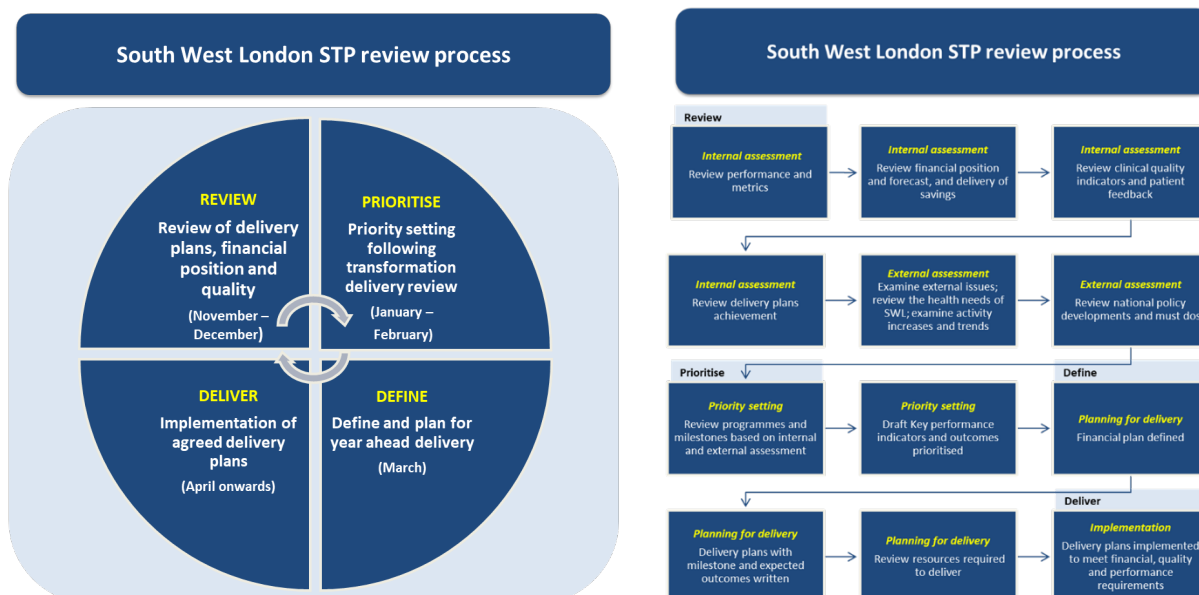 South West London STP review process
REVIEW
Review of delivery
plans, financial
position and
quality
(November –
December)
PRIORITISE
Priority setting
following
transformation
delivery review
(January –
February)
DELIVER
Implementation of
agreed delivery
plans
(April onwards)
DEFINE
Define and plan for
year ahead delivery
(March)
South West London STP review process
Review
Internal assessment
Review performance and
metrics
Internal assessment
Review financial position
and forecast, and delivery of
savings
Internal assessment
Review clinical quality
indicators and patient
feedback
Internal assessment
Review delivery plans
achievement
External assessment
Examine external issues;
review the health needs of
SWL; examine activity
increases and trends
External assessment
Review national policy
developments and must dos
Prioritise
Priority setting
Review programmes and
milestones based on internal
and external assessment
Priority setting
Draft Key performance
indicators and outcomes
prioritised
Define
Planning for delivery
Financial plan defined
Planning for delivery
Delivery plans with
milestone and expected
outcomes written
Planning for delivery
Review resources required
to deliver
Deliver
Implementation
Delivery plans implemented
to meet financial, quality
and performance
requirements